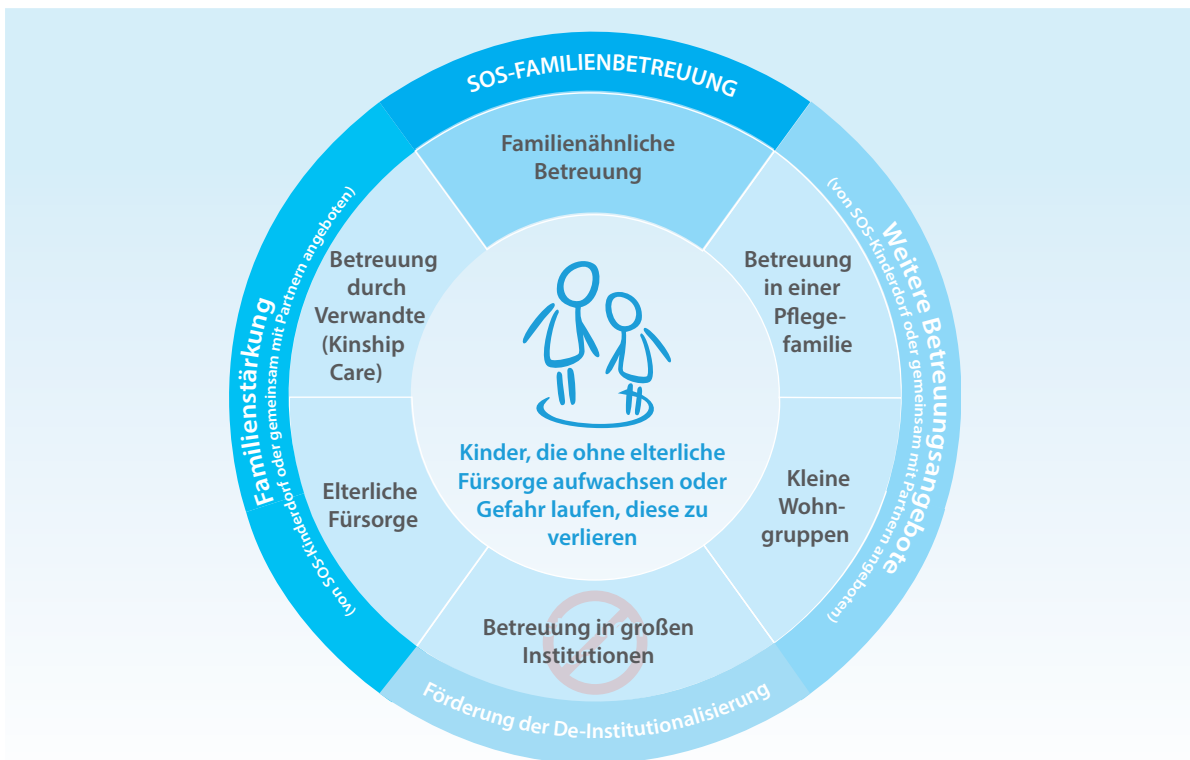 SOS-FAMILIENBETREUUNG
Familienähnliche
Betreuung
Familienstärkung
(von SOS-Kinderdorf oder gemeinsam mit Partnern angeboten)
Betreuung
durch
Verwandte
(Kinship
Care)
Betreuung
in einer
Pflege-
familie
Weitere Betreuungsangebote
(von SOS-Kinderdorf oder gemeinsam mit Partnern angeboten)
Kinder, die ohne elterliche
Fürsorge aufwachsen oder
Gefahr laufen, diese zu
verlieren
Elterliche
Fürsorge
Kleine
Wohn-
gruppen
Betreuung in großen
Institutionen
Förderung der De-Institutionalisierung